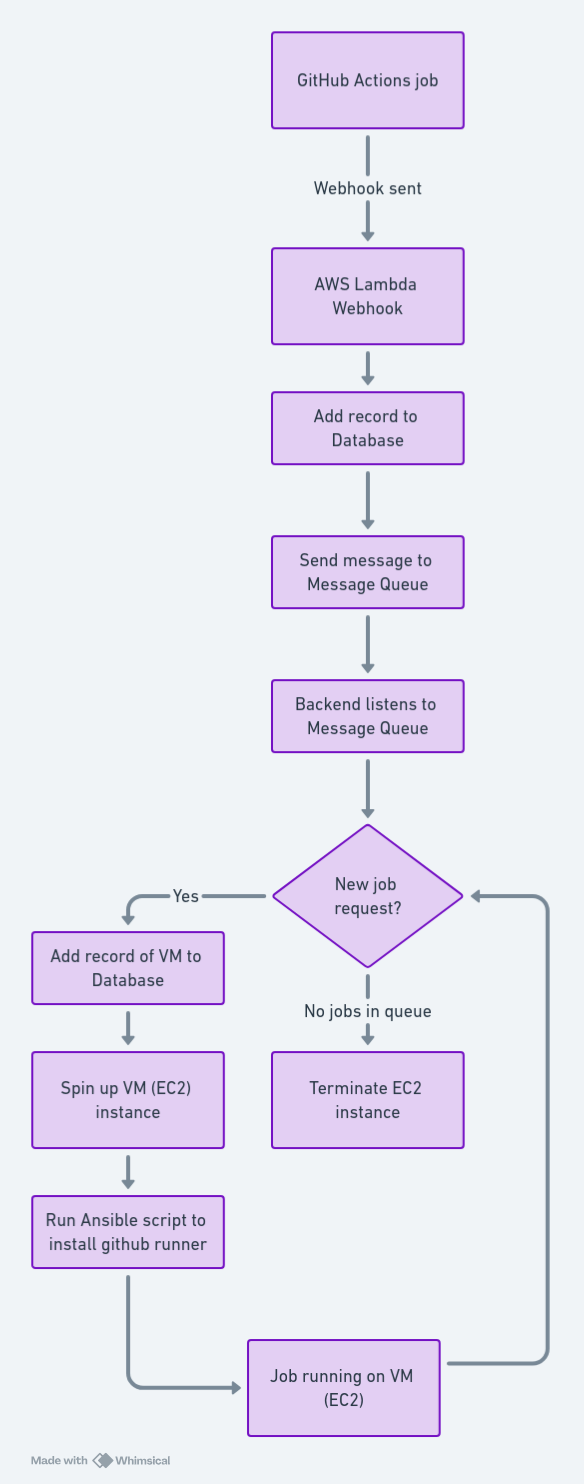 GitHub Actions job
Webhook sent
AWS Lambda
Webhook
Add record to
Database
Send message to
Message Queue
Backend listens to
Message Queue
New job
request?
Yes
Add record of VM to
Database
No jobs in queue
Spin up VM (EC2)
instance
Terminate EC2
instance
Run Ansible script to
install github runner
Job running on VM
(EC2)
Made with Whimsical